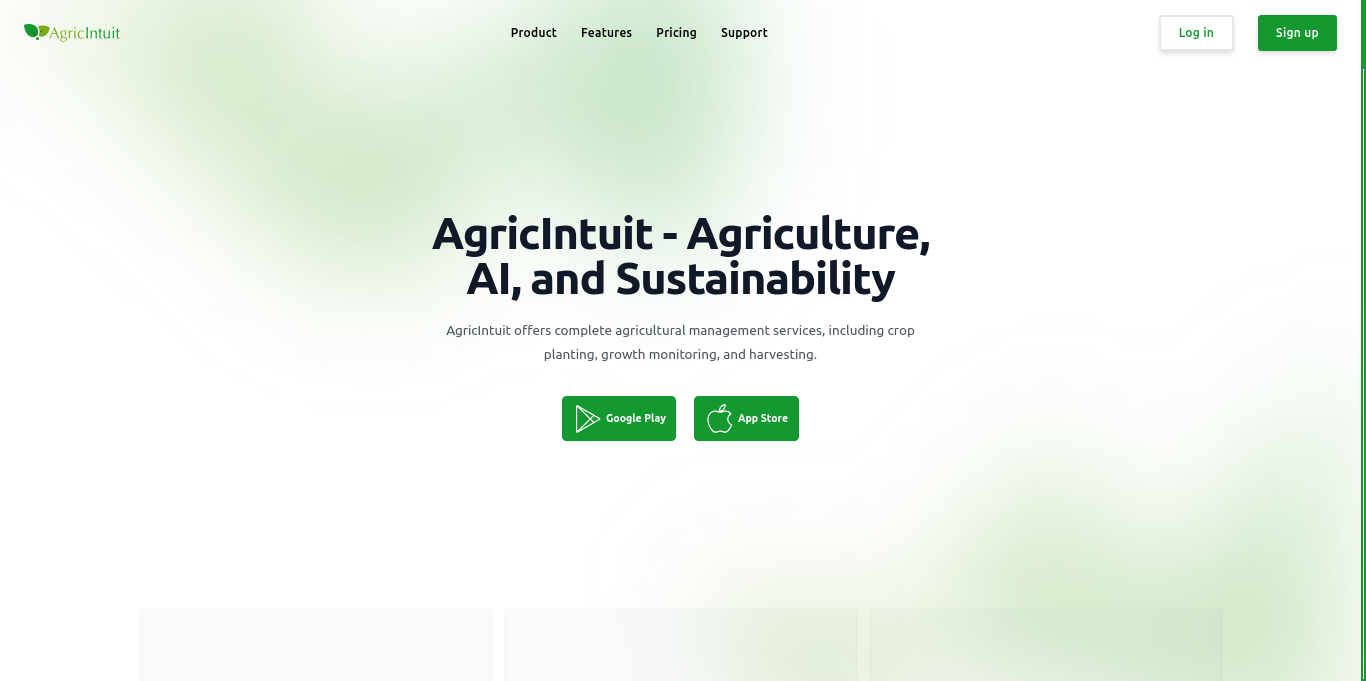 AgricIntuit
Product
Features
Pricing
Support
Log in
Sign up
AgricIntuit - Agriculture,
AI, and Sustainability
AgricIntuit offers complete agricultural management services, including crop
planting, growth monitoring, and harvesting.
Google Play
App Store